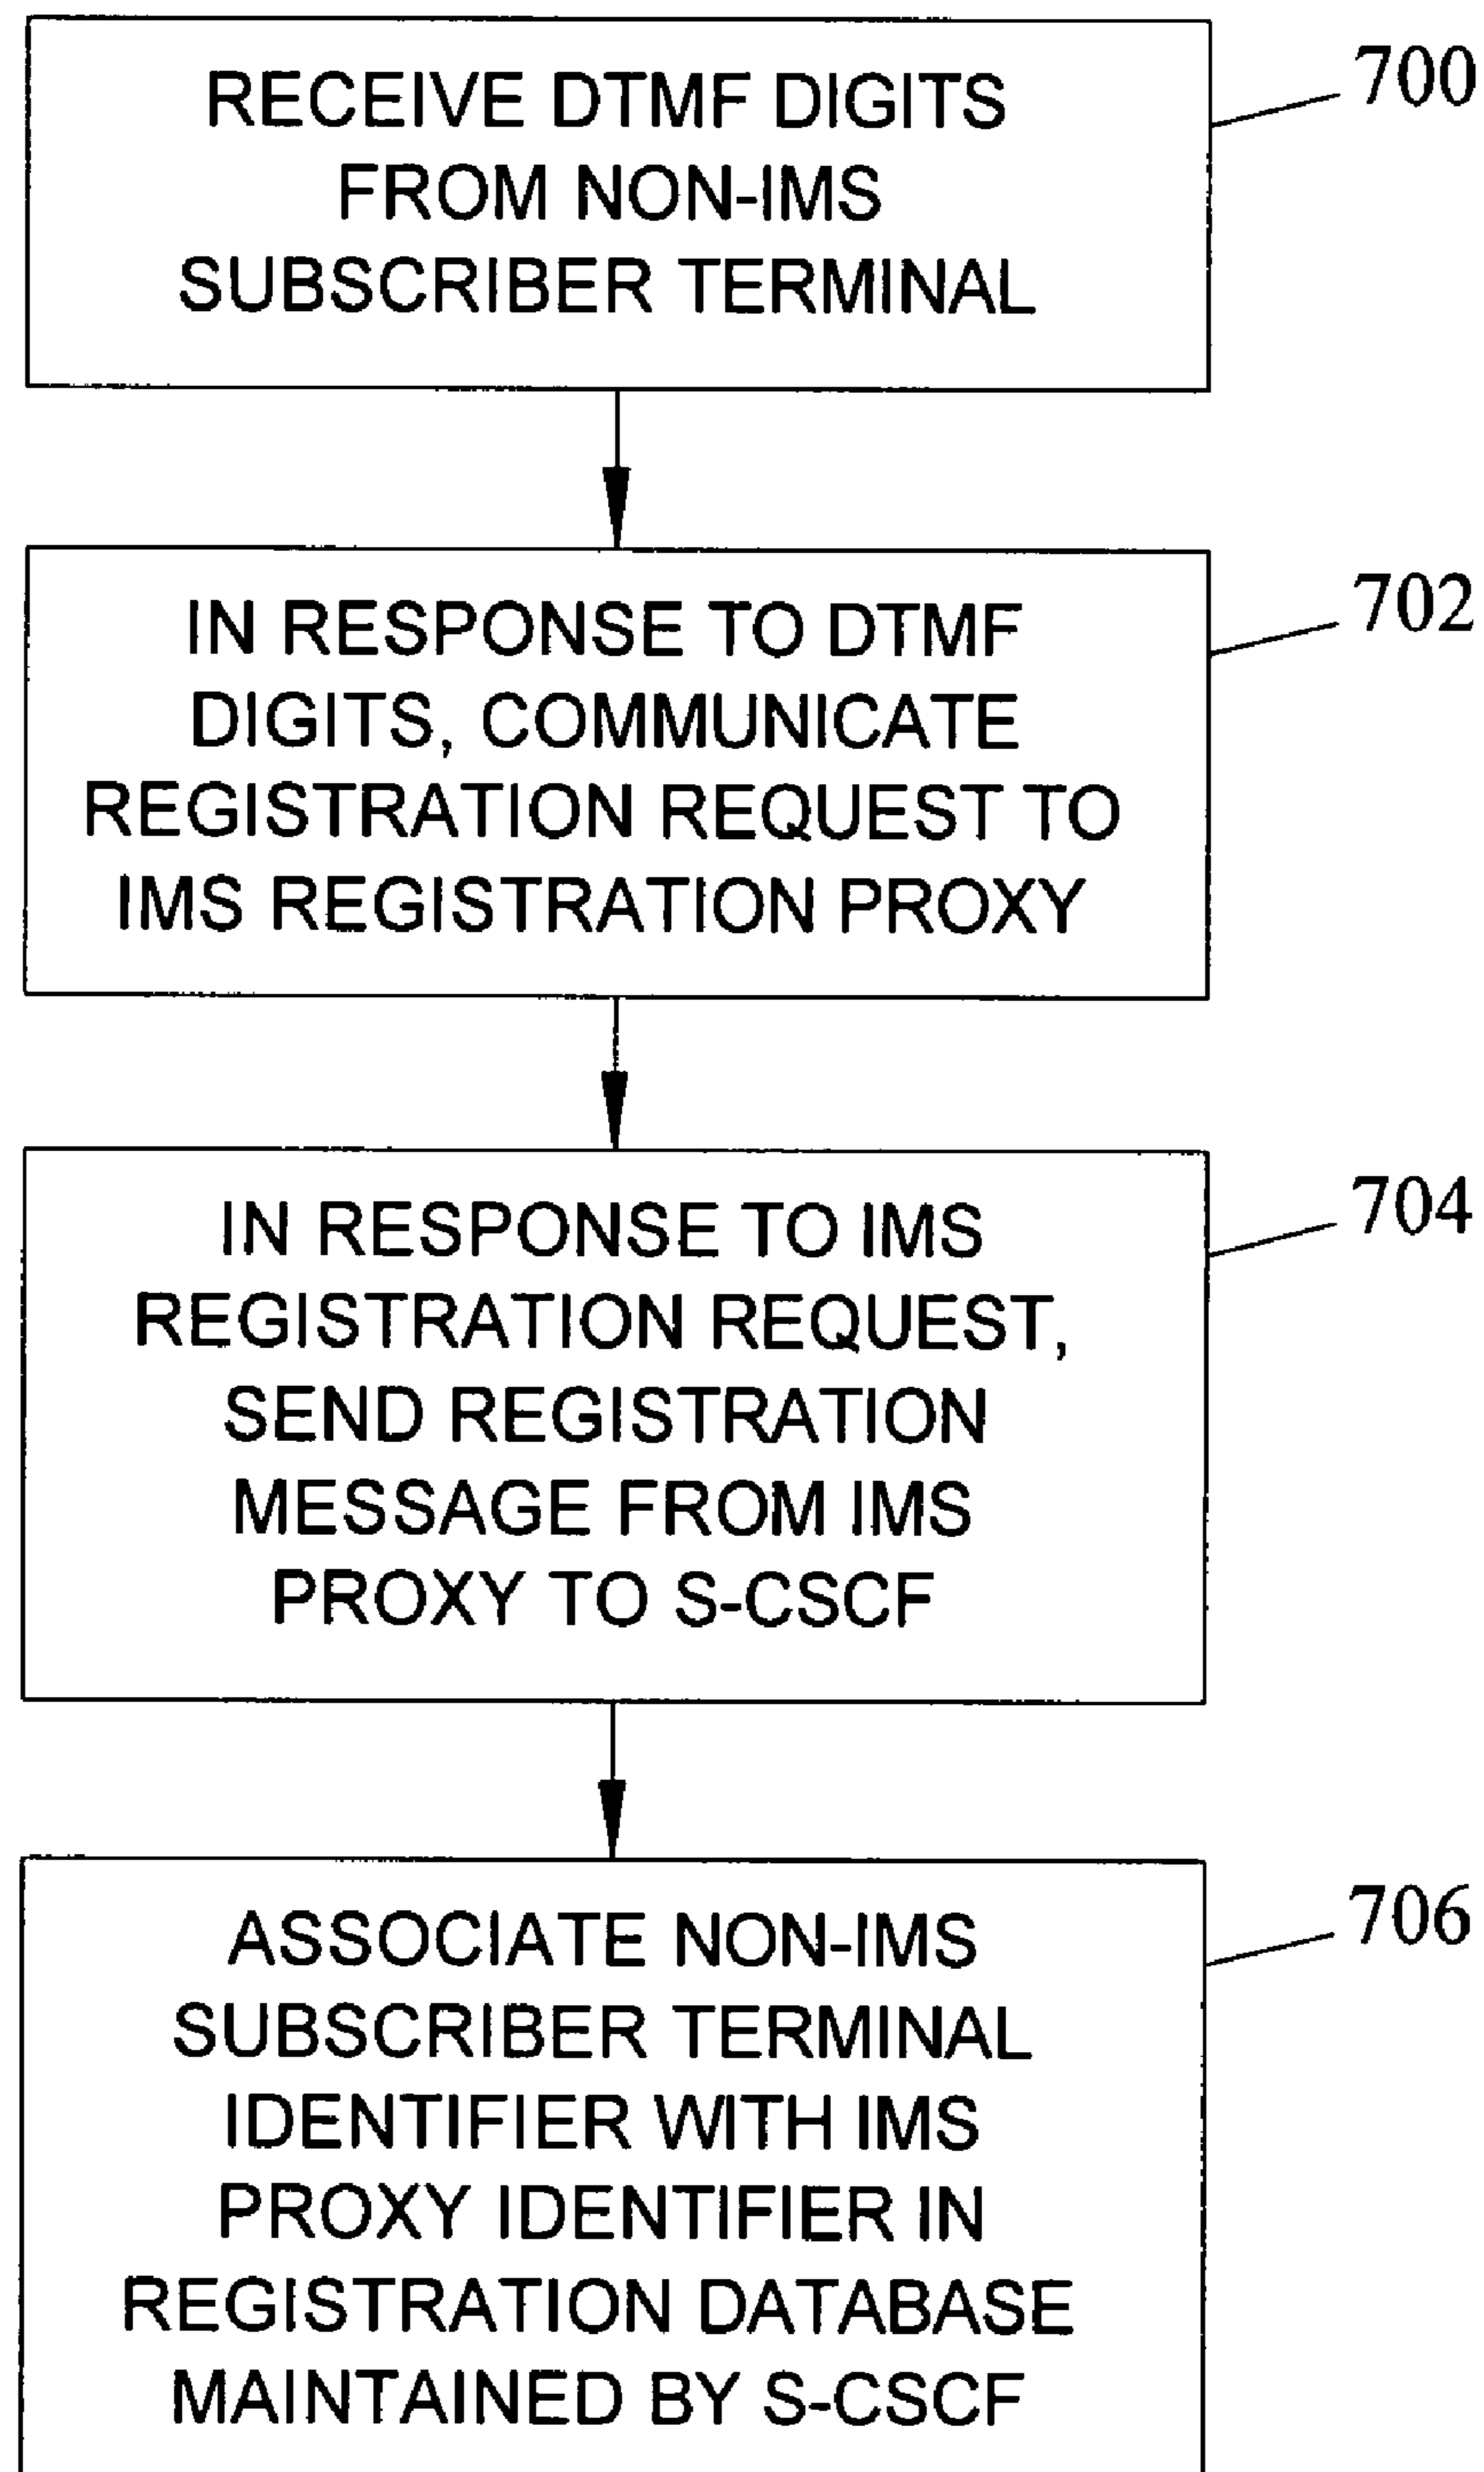 RECEIVE DTMF DIGITS
FROM NON-IMS
SUBSCRIBER TERMINAL
700
IN RESPONSE TO DTMF
DIGITS, COMMUNICATE
REGISTRATION REQUEST TO
IMS REGISTRATION PROXY
702
IN RESPONSE TO IMS
REGISTRATION REQUEST,
SEND REGISTRATION
MESSAGE FROM IMS
PROXY TO S-CSCF
704
ASSOCIATE NON-IMS
SUBSCRIBER TERMINAL
IDENTIFIER WITH IMS
PROXY IDENTIFIER IN
REGISTRATION DATABASE
MAINTAINED BY S-CSCF
706